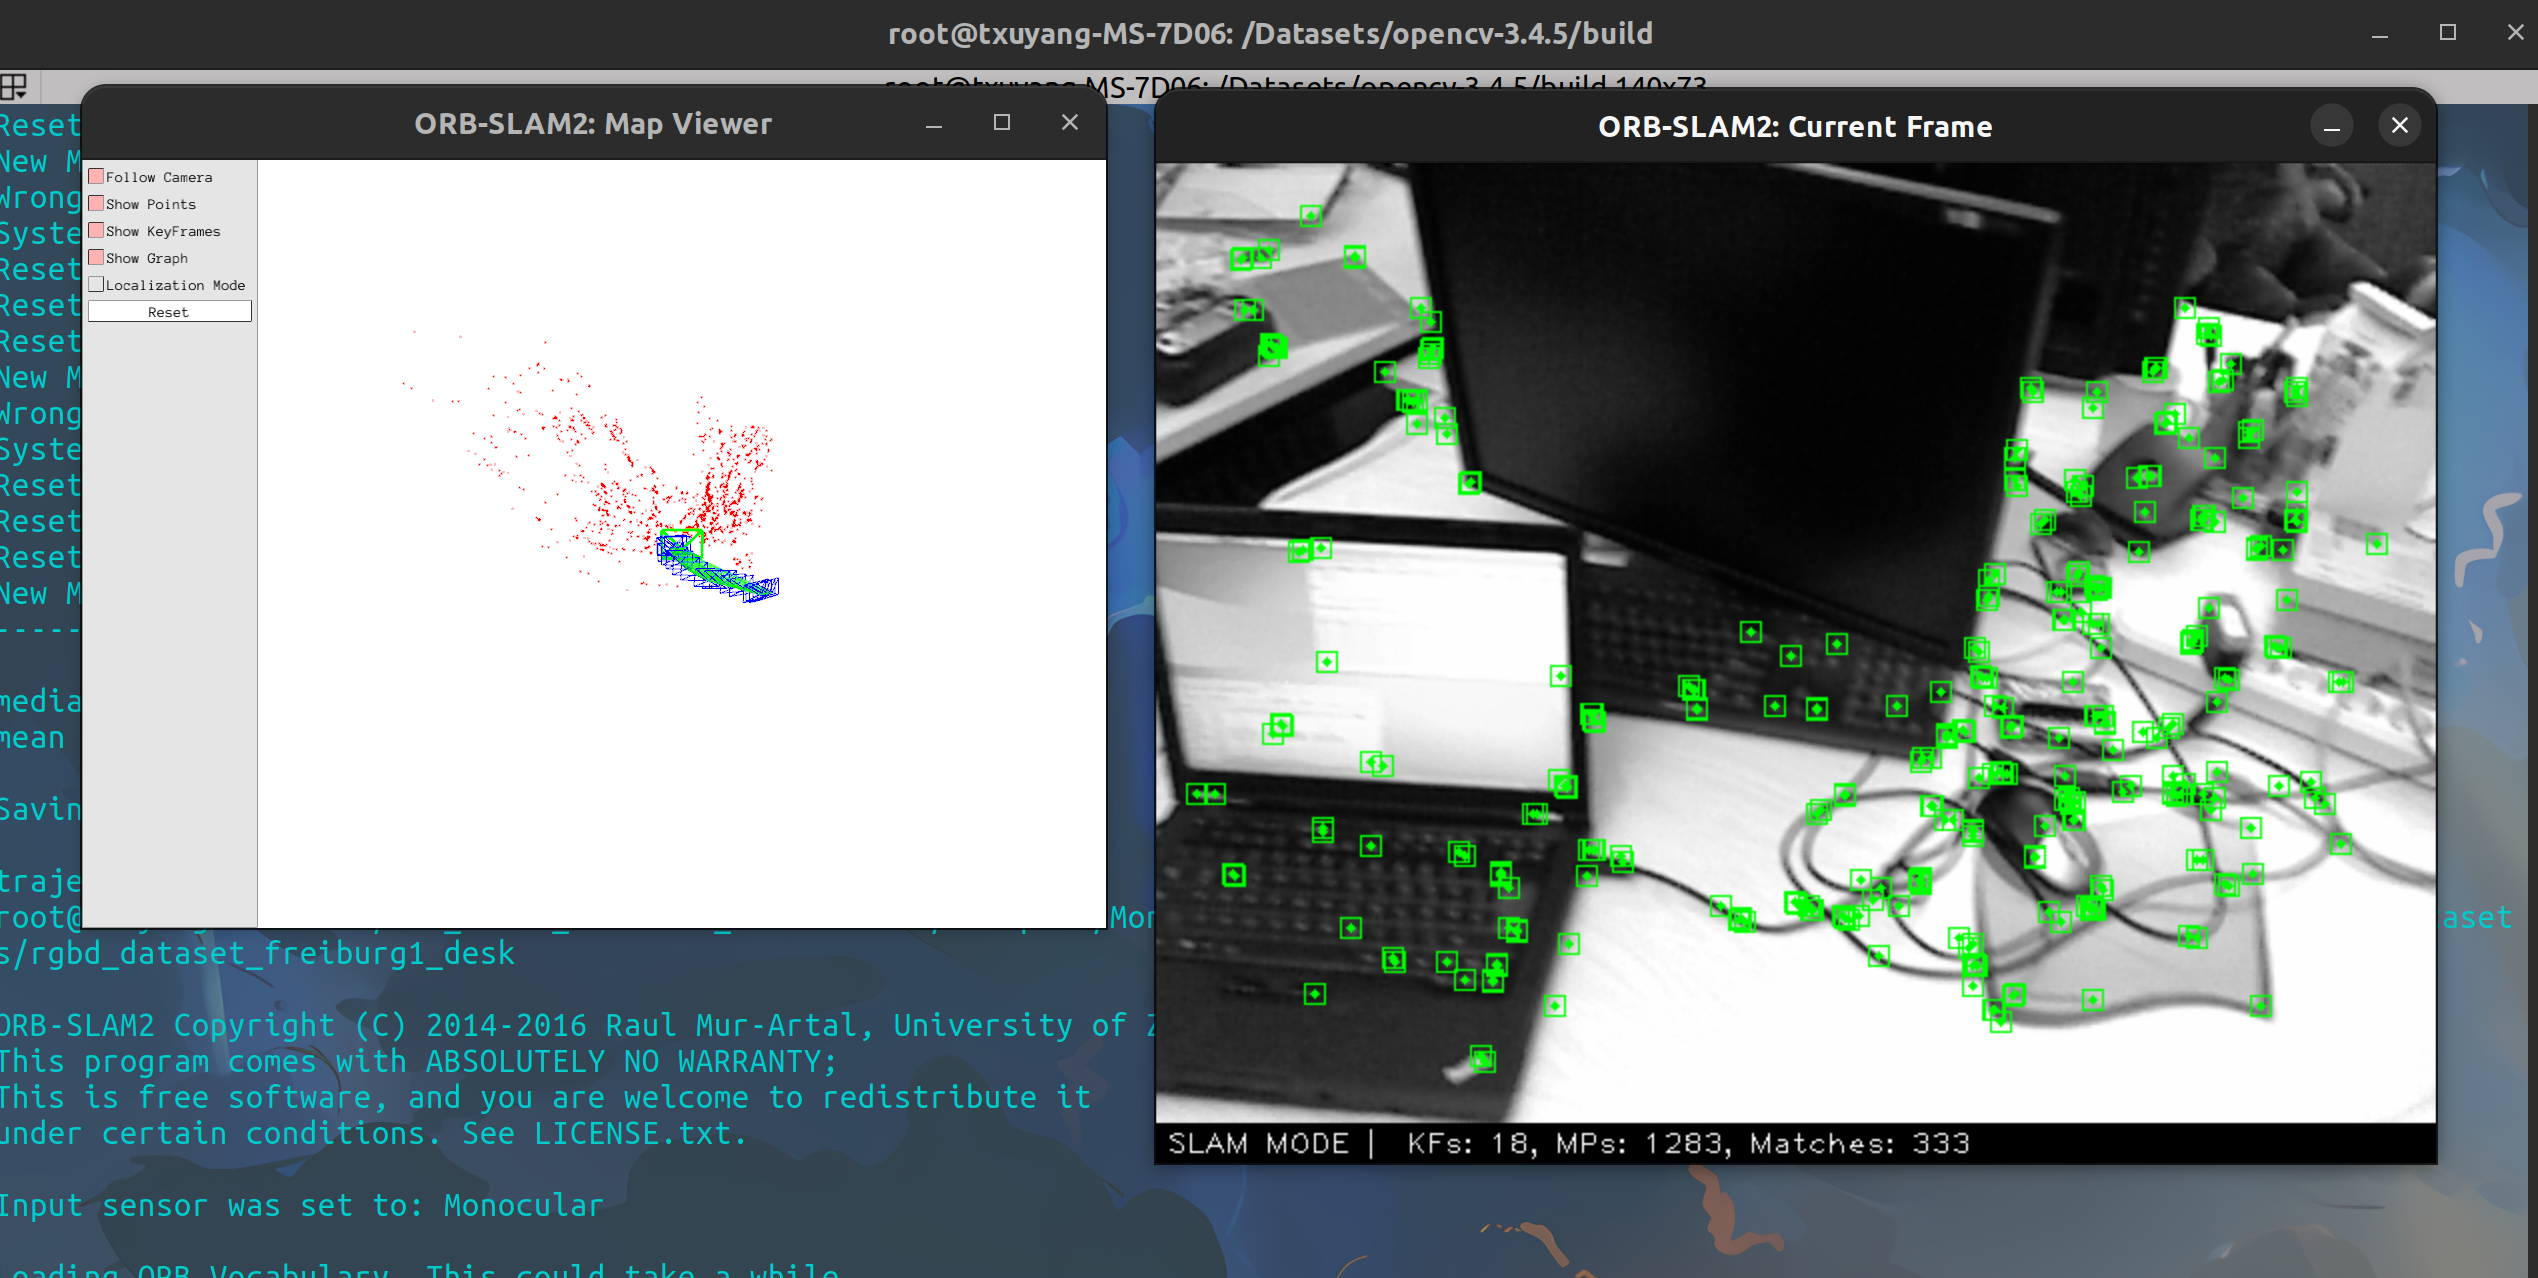 root@txuyang-MS-7D06: /Datasets/opencv-3.4.5/build
root@txuyang-MS-7D06: /Datasets/opencv-3.4.5/build 140x73
ORB-SLAM2: Map Viewer
Follow Camera
Show Points
Show KeyFrames
Show Graph
Localization Mode
Reset
ORB-SLAM2: Current Frame
SLAM MODE | KFs: 18, MPs: 1283, Matches: 333
Reset
New M
Wrong
Syste
Reset
Reset
Reset
New M
Wrong
Syste
Reset
Reset
Reset
New M
-----
media
mean
Savin
traje
root@ Mon aset
s/rgbd_dataset_freiburg1_desk
ORB-SLAM2 Copyright (C) 2014-2016 Raul Mur-Artal, University of Z
This program comes with ABSOLUTELY NO WARRANTY;
This is free software, and you are welcome to redistribute it
under certain conditions. See LICENSE.txt.
Input sensor was set to: Monocular
Loading ORB Vocabulary. This could take a while